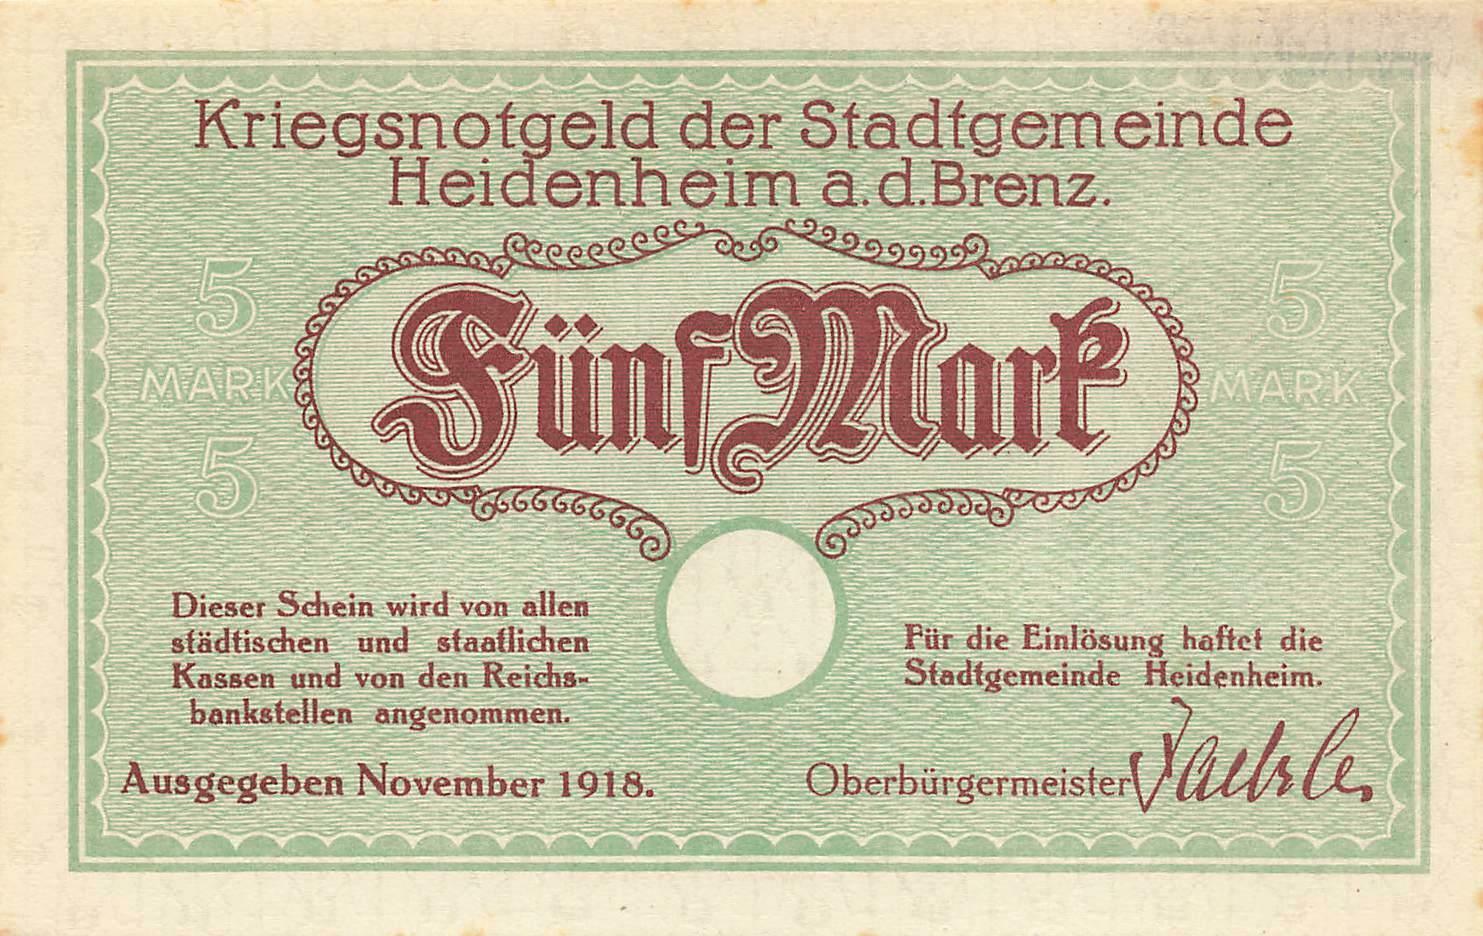 Kriegsnotgeld der Stadtgemeinde
Heidenheim a.d.Brenz.
5
MARK
5
Fünf Mark
5
MARK
5
Dieser Schein wird von allen
städtischen und staatlichen
Kassen und von den Reichs-
bankstellen angenommen.
Für die Einlösung haftet die
Stadtgemeinde Heidenheim.
Ausgegeben November 1918.
Oberbürgermeister Jaekle,